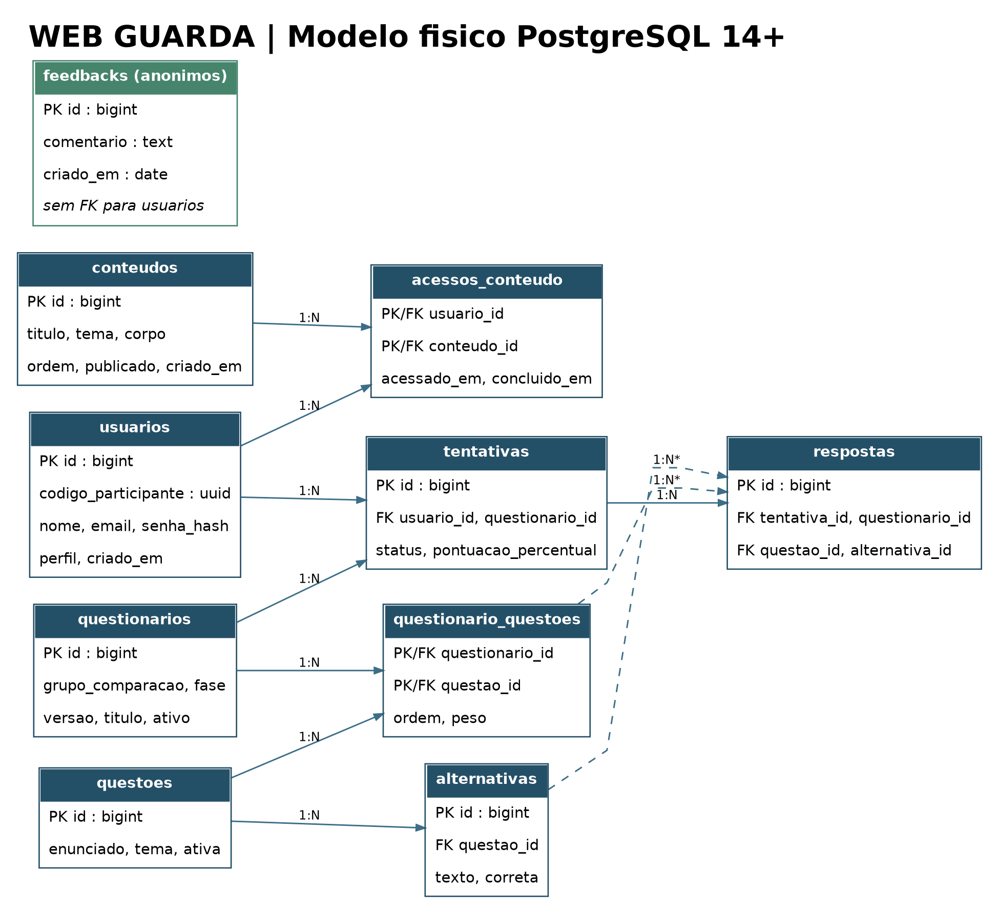 WEB GUARDA | Modelo fisico PostgreSQL 14+
feedbacks (anonimos)
PK id : bigint
comentario : text
criado_em : date
sem FK para usuarios
conteudos
PK id : bigint
titulo, tema, corpo
ordem, publicado, criado_em
1:N
acessos_conteudo
PK/FK usuario_id
PK/FK conteudo_id
acessado_em, concluido_em
1:N
usuarios
PK id : bigint
codigo_participante : uuid
nome, email, senha_hash
perfil, criado_em
1:N
tentativas
PK id : bigint
FK usuario_id, questionario_id
status, pontuacao_percentual
1:N*
1:N*
1:N
respostas
PK id : bigint
FK tentativa_id, questionario_id
FK questao_id, alternativa_id
1:N
questionarios
PK id : bigint
grupo_comparacao, fase
versao, titulo, ativo
1:N
questionario_questoes
PK/FK questionario_id
PK/FK questao_id
ordem, peso
1:N
questoes
PK id : bigint
enunciado, tema, ativa
1:N
alternativas
PK id : bigint
FK questao_id
texto, correta